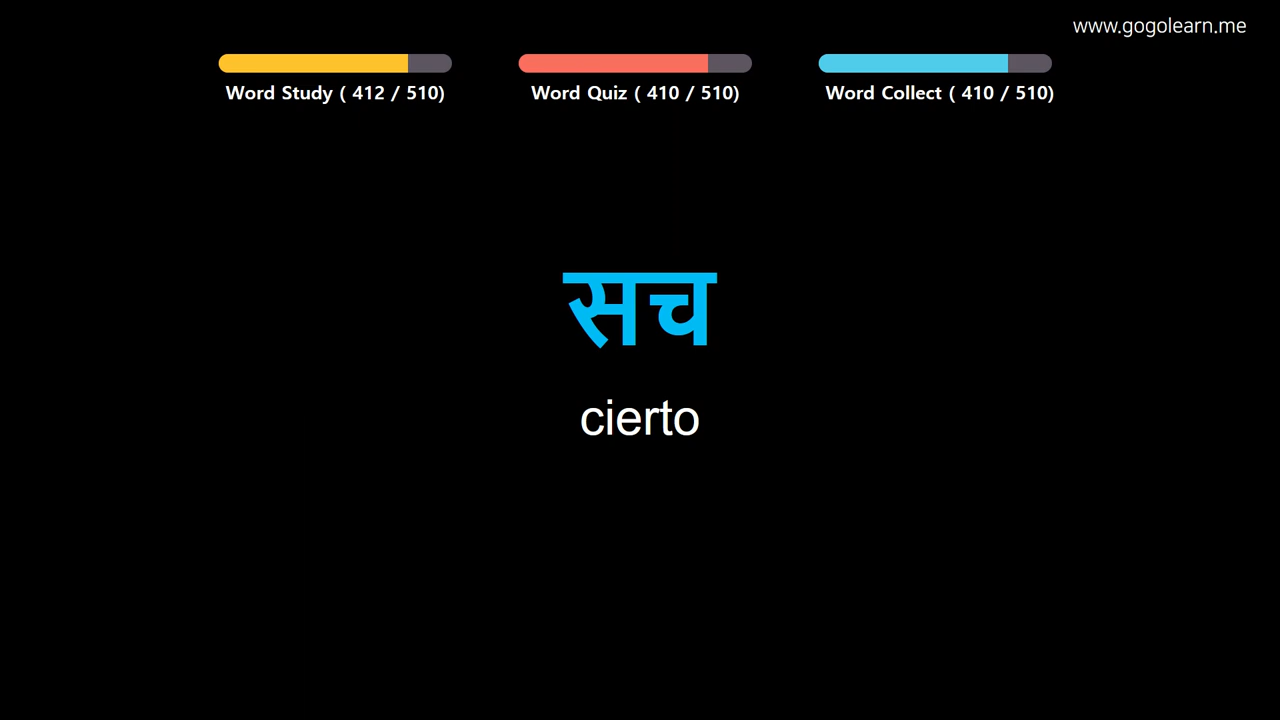 www.gogolearn.me
Word Study ( 412 / 510)
Word Quiz ( 410 / 510)
Word Collect ( 410 / 510)
सच
cierto